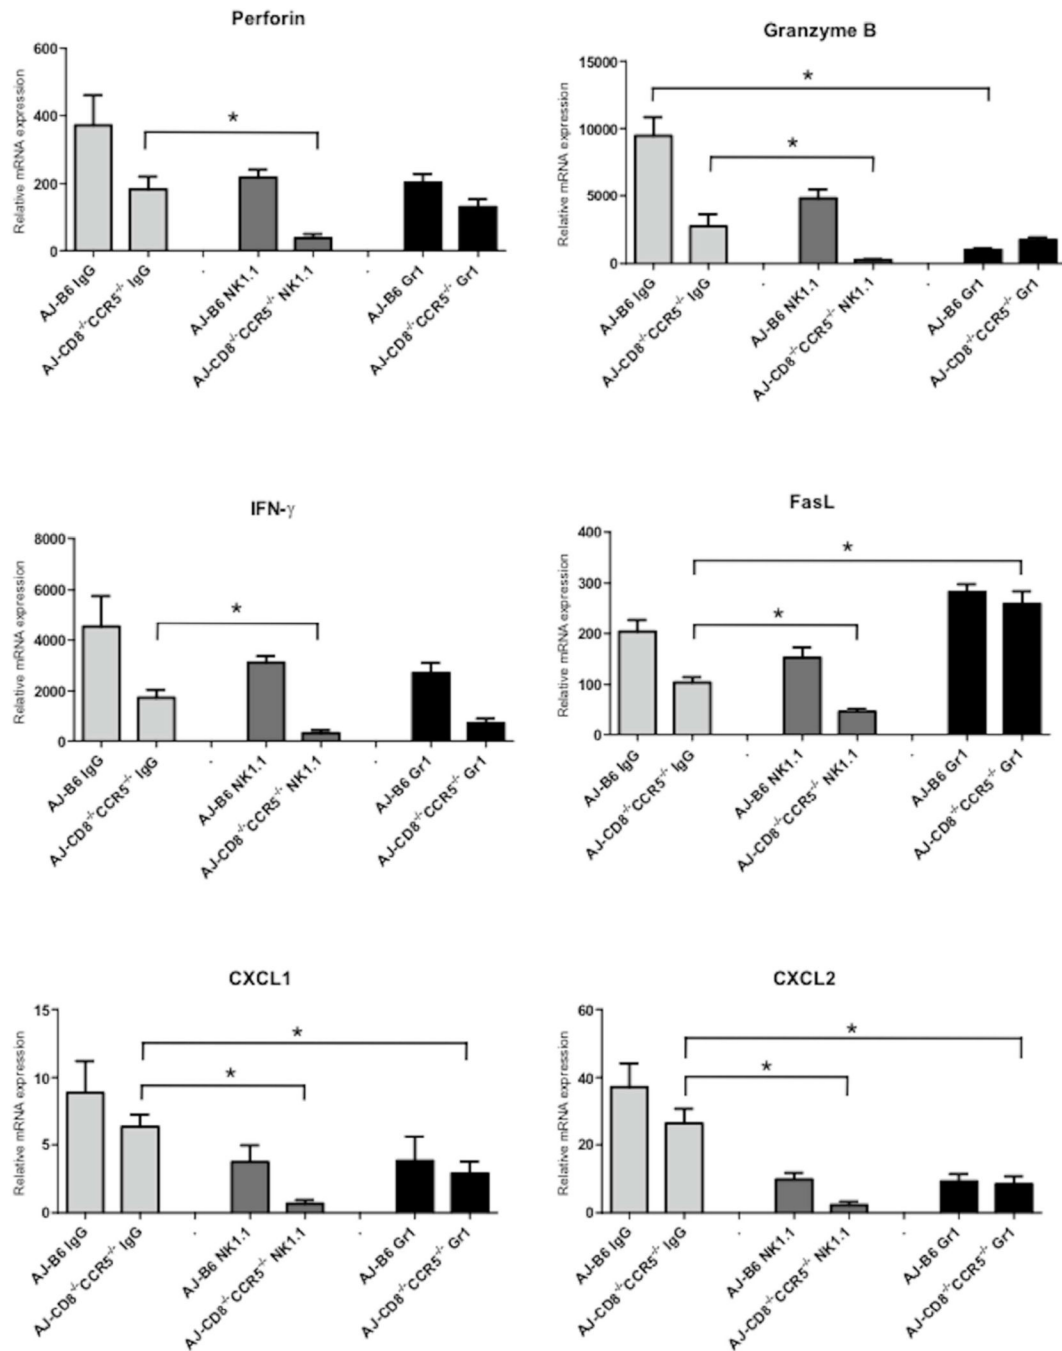 Perforin
Relative mRNA expression
600
400
200
0
*
AJ-B6 IgG
AJ-CD8-/-CCR5-/- IgG
AJ-B6 NK1.1
AJ-CD8-/-CCR5-/- NK1.1
AJ-B6 Gr1
AJ-CD8-/-CCR5-/- Gr1
Granzyme B
Relative mRNA expression
15000
10000
5000
0
*
*
AJ-B6 IgG
AJ-CD8-/-CCR5-/- IgG
AJ-B6 NK1.1
AJ-CD8-/-CCR5-/- NK1.1
AJ-B6 Gr1
AJ-CD8-/-CCR5-/- Gr1
IFN-γ
Relative mRNA expression
8000
6000
4000
2000
0
*
AJ-B6 IgG
AJ-CD8-/-CCR5-/- IgG
AJ-B6 NK1.1
AJ-CD8-/-CCR5-/- NK1.1
AJ-B6 Gr1
AJ-CD8-/-CCR5-/- Gr1
FasL
Relative mRNA expression
400
300
200
100
0
*
*
AJ-B6 IgG
AJ-CD8-/-CCR5-/- IgG
AJ-B6 NK1.1
AJ-CD8-/-CCR5-/- NK1.1
AJ-B6 Gr1
AJ-CD8-/-CCR5-/- Gr1
CXCL1
Relative mRNA expression
15
10
5
0
*
*
AJ-B6 IgG
AJ-CD8-/-CCR5-/- IgG
AJ-B6 NK1.1
AJ-CD8-/-CCR5-/- NK1.1
AJ-B6 Gr1
AJ-CD8-/-CCR5-/- Gr1
CXCL2
Relative mRNA expression
60
40
20
0
*
*
AJ-B6 IgG
AJ-CD8-/-CCR5-/- IgG
AJ-B6 NK1.1
AJ-CD8-/-CCR5-/- NK1.1
AJ-B6 Gr1
AJ-CD8-/-CCR5-/- Gr1